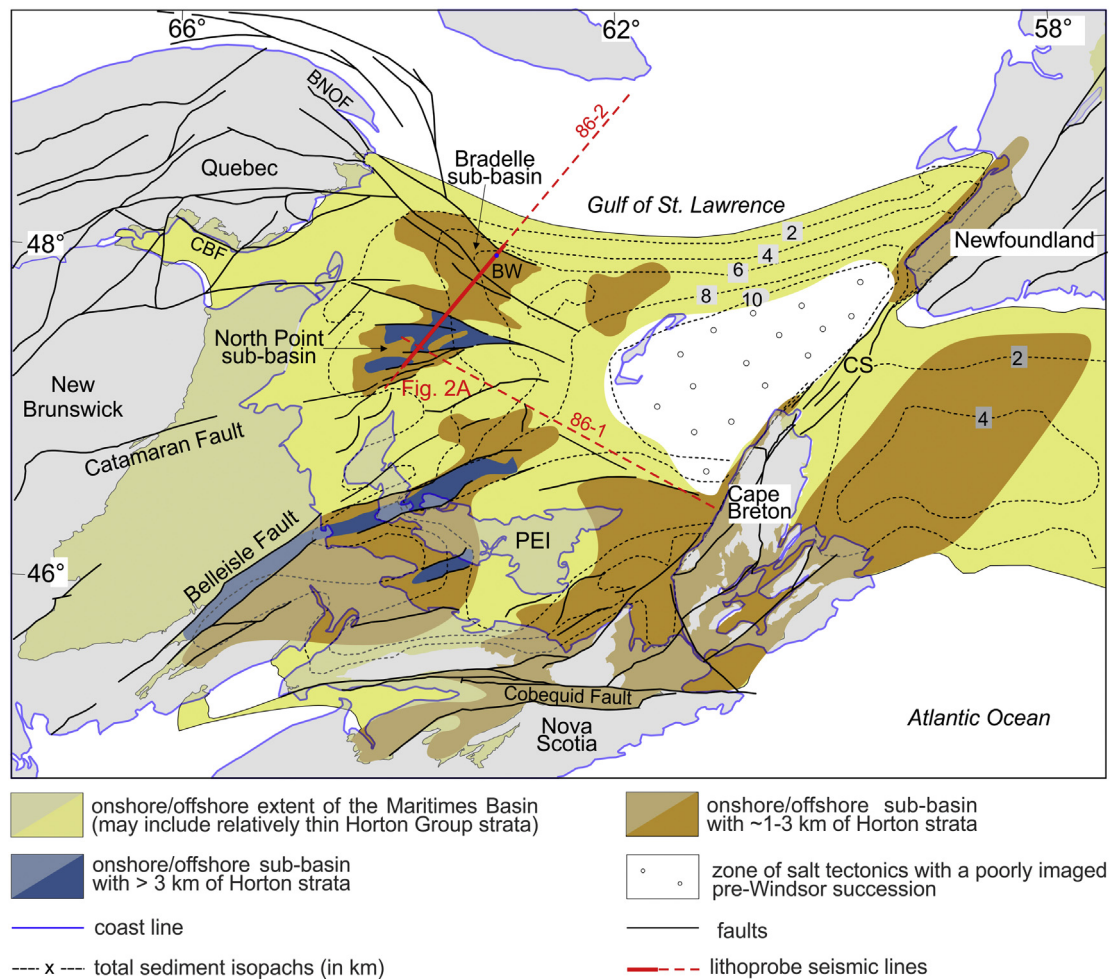 66°
62°
58°
BNOF
86-2
Quebec
Bradelle
sub-basin
Gulf of St. Lawrence
2
48°
CBF
4
Newfoundland
BW
6
8
10
North Point
sub-basin
CS
2
New
Brunswick
Fig. 2A
86-1
4
Catamaran Fault
Cape
Breton
PEI
Belleisle Fault
46°
Cobequid Fault
Nova
Scotia
Atlantic Ocean
onshore/offshore extent of the Maritimes Basin
(may include relatively thin Horton Group strata)
onshore/offshore sub-basin
with ~1-3 km of Horton strata
onshore/offshore sub-basin
with > 3 km of Horton strata
zone of salt tectonics with a poorly imaged
pre-Windsor succession
coast line
faults
x total sediment isopachs (in km)
lithoprobe seismic lines